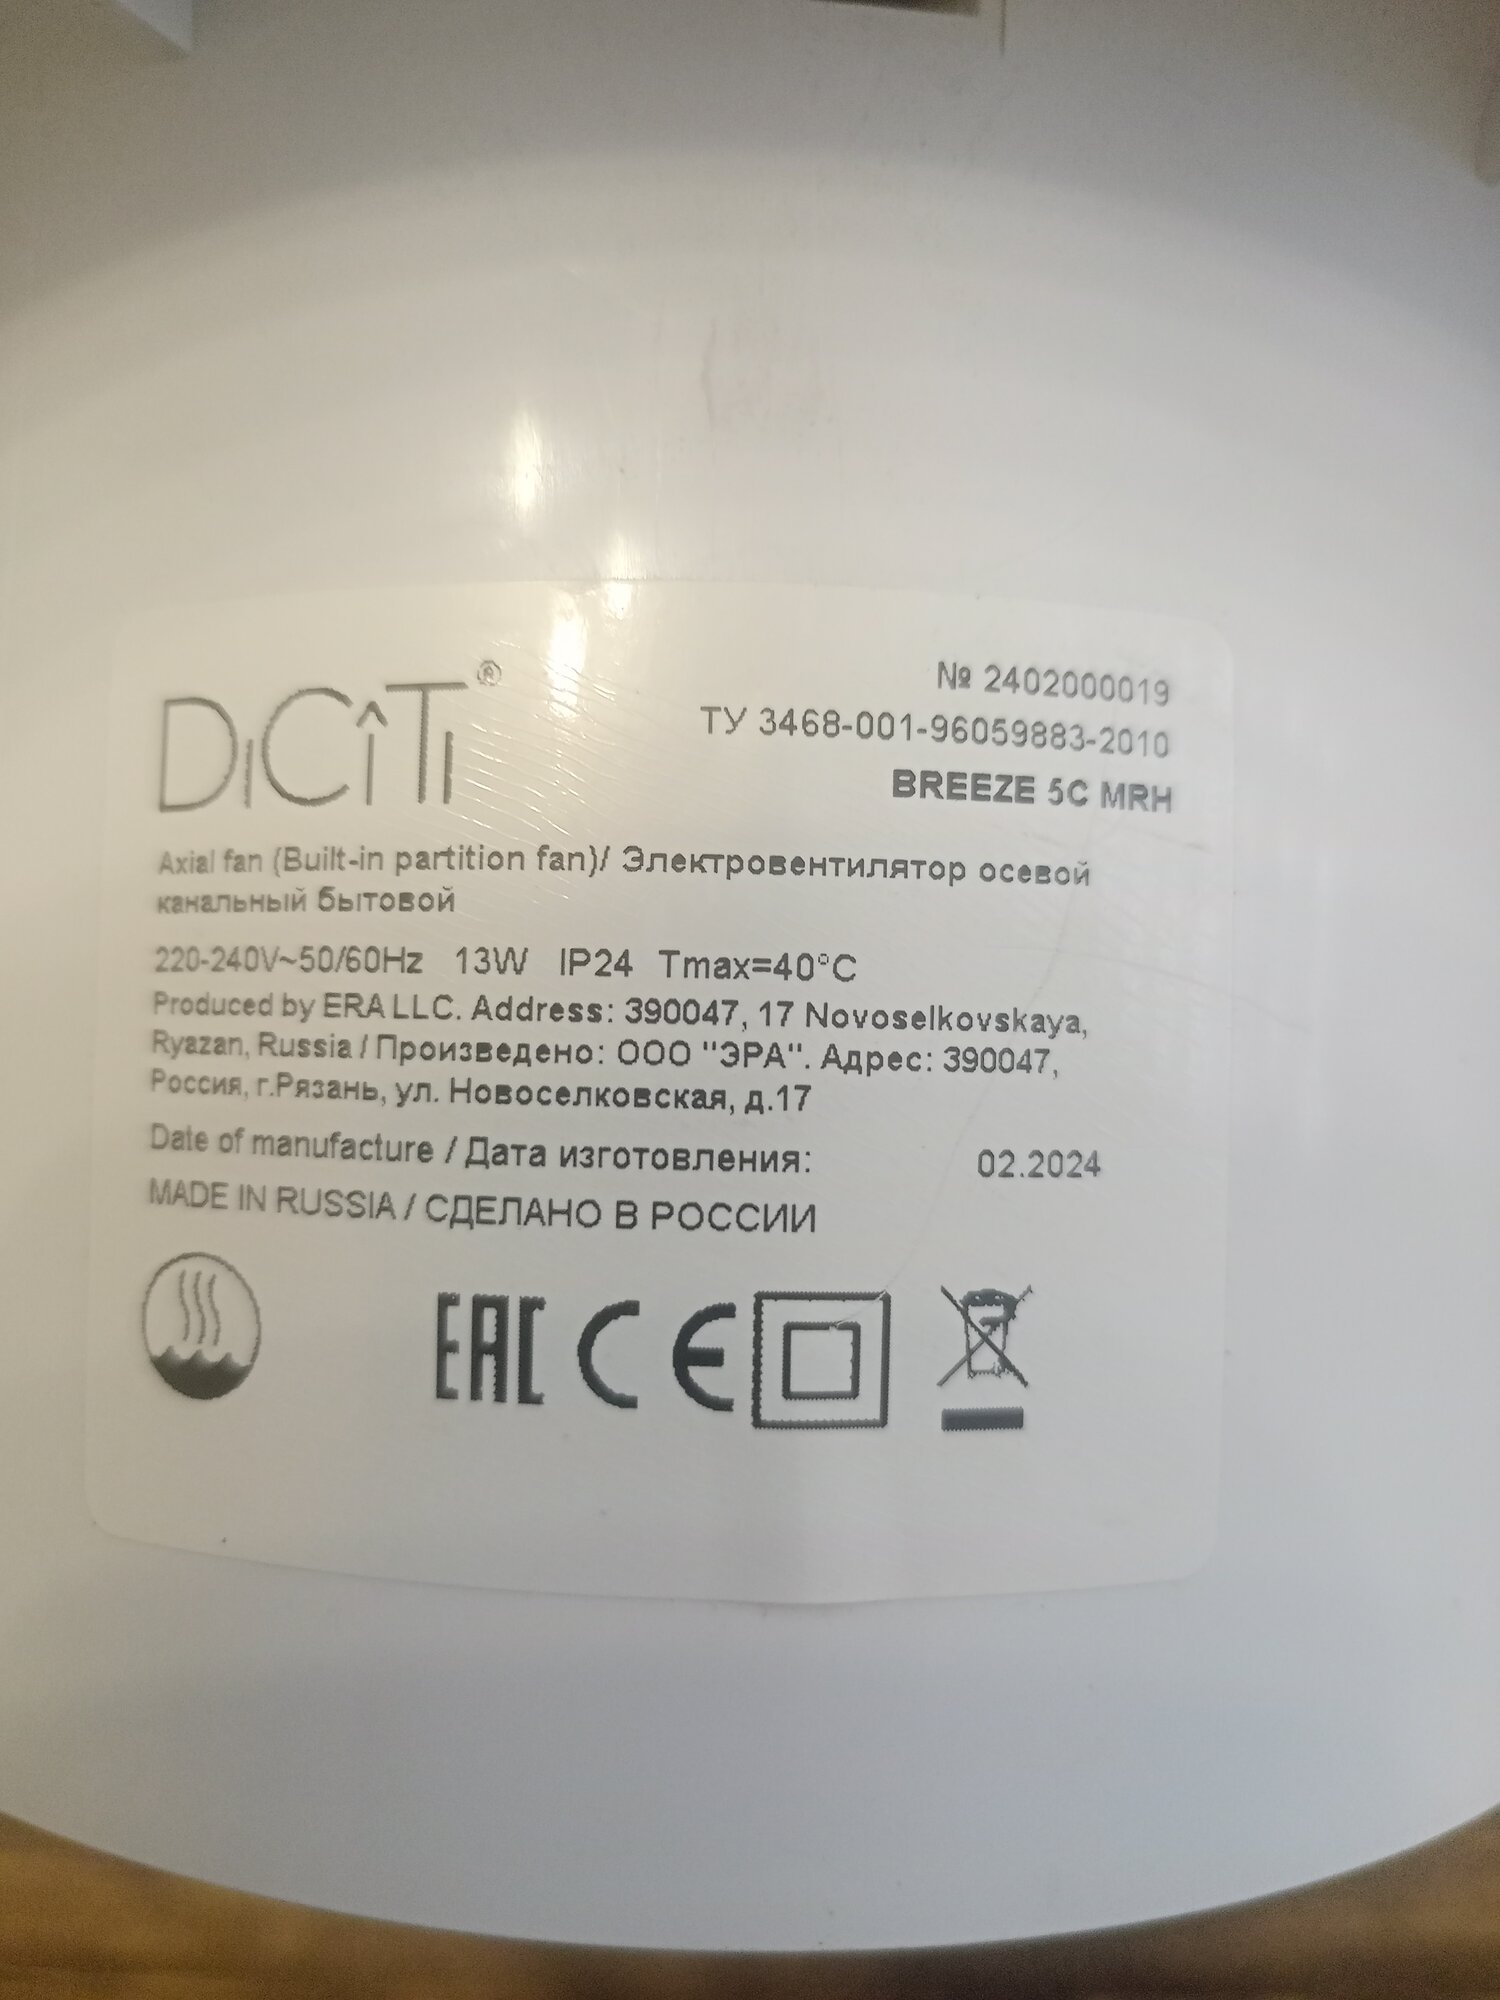 DiCiTi®
№ 2402000019
ТУ 3468-001-96059883-2010
BREEZE 5C MRH
Axial fan (Built-in partition fan)/ Электровентилятор осевой
канальный бытовой
220-240V~50/60Hz 13W IP24 Tmax=40°C
Produced by ERA LLC. Address: 390047, 17 Novoselkovskaya,
Ryazan, Russia / Произведено: ООО "ЭРА". Адрес: 390047,
Россия, г.Рязань, ул. Новоселковская, д.17
Date of manufacture / Дата изготовления: 02.2024
MADE IN RUSSIA / СДЕЛАНО В РОССИИ
EAC CE